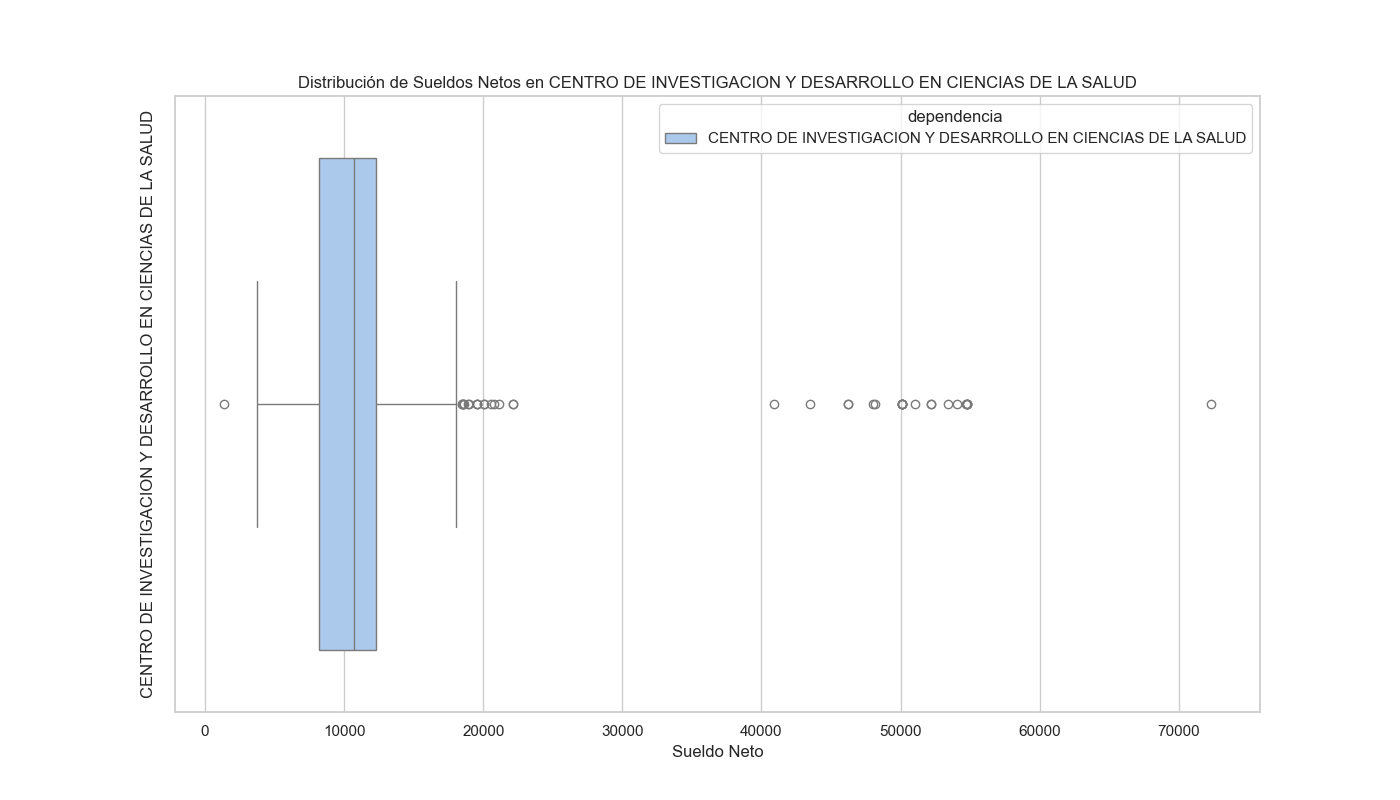 Distribución de Sueldos Netos en CENTRO DE INVESTIGACION Y DESARROLLO EN CIENCIAS DE LA SALUD
dependencia
CENTRO DE INVESTIGACION Y DESARROLLO EN CIENCIAS DE LA SALUD
CENTRO DE INVESTIGACION Y DESARROLLO EN CIENCIAS DE LA SALUD
0 10000 20000 30000 40000 50000 60000 70000
Sueldo Neto